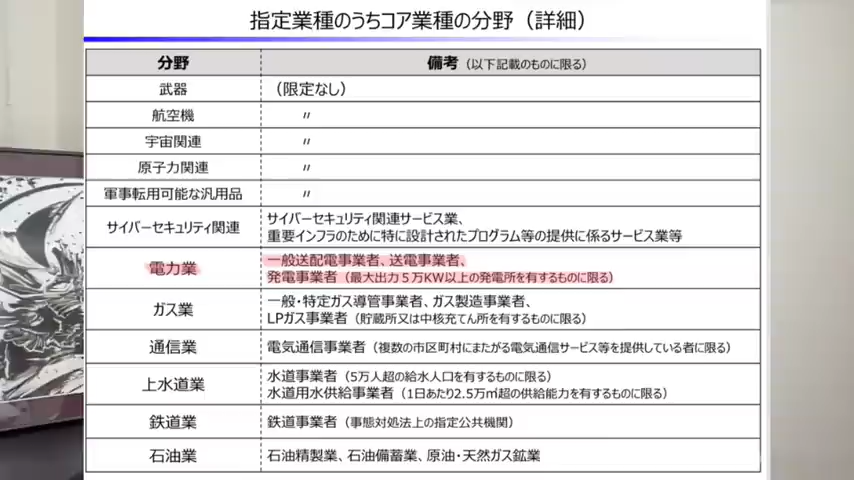 指定業種のうちコア業種の分野（詳細）
分野 備考（以下記載のものに限る）
武器 （限定なし）
航空機 〃
宇宙関連 〃
原子力関連 〃
軍事転用可能な汎用品 〃
サイバーセキュリティ関連 サイバーセキュリティ関連サービス業、
重要インフラのために特に設計されたプログラム等の提供に係るサービス業等
電力業 一般送配電事業者、送電事業者、
発電事業者（最大出力５万KW以上の発電所を有するものに限る）
ガス業 一般・特定ガス導管事業者、ガス製造事業者、
LPガス事業者（貯蔵所又は中核充てん所を有するものに限る）
通信業 電気通信事業者（複数の市区町村にまたがる電気通信サービス等を提供している者に限る）
上水道業 水道事業者（5万人超の給水人口を有するものに限る）
水道用水供給事業者（1日あたり2.5万㎥超の供給能力を有するものに限る）
鉄道業 鉄道事業者（事態対処法上の指定公共機関）
石油業 石油精製業、石油備蓄業、原油・天然ガス鉱業